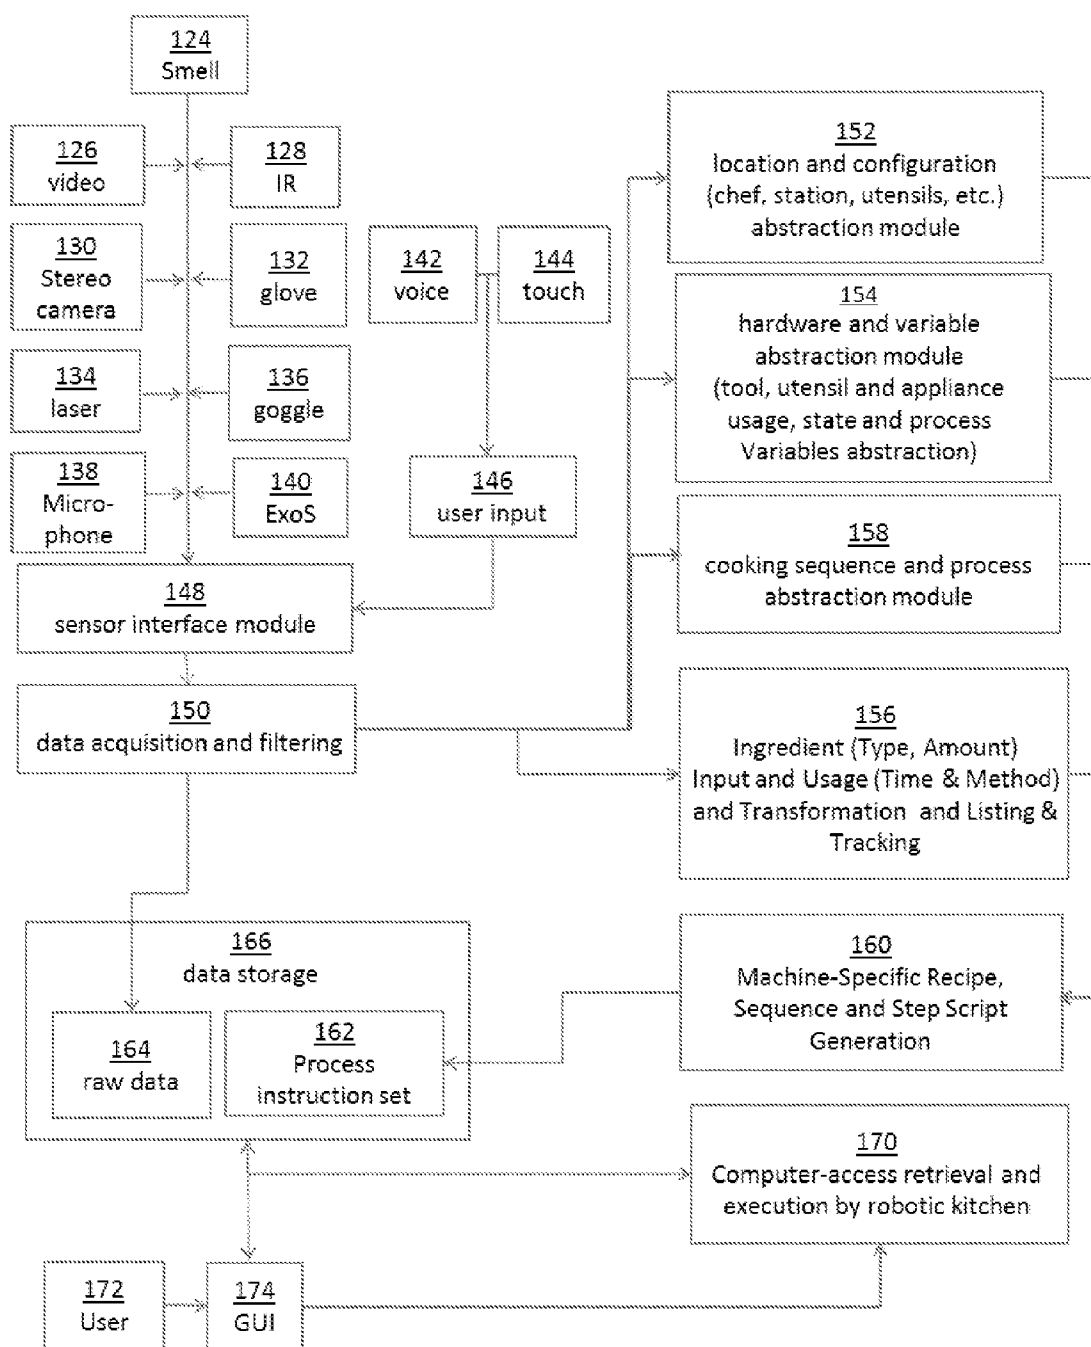 124
Smell
126
video
128
IR
130
Stereo
camera
132
glove
134
laser
136
goggle
138
Micro-
phone
140
ExoS
142
voice
144
touch
146
user input
148
sensor interface module
150
data acquisition and filtering
152
location and configuration
(chef, station, utensils, etc.)
abstraction module
154
hardware and variable
abstraction module
(tool, utensil and appliance
usage, state and process
Variables abstraction)
158
cooking sequence and process
abstraction module
156
Ingredient (Type, Amount)
Input and Usage (Time & Method)
and Transformation and Listing &
Tracking
160
Machine-Specific Recipe,
Sequence and Step Script
Generation
166
data storage
164
raw data
162
Process
instruction set
170
Computer-access retrieval and
execution by robotic kitchen
172
User
174
GUI